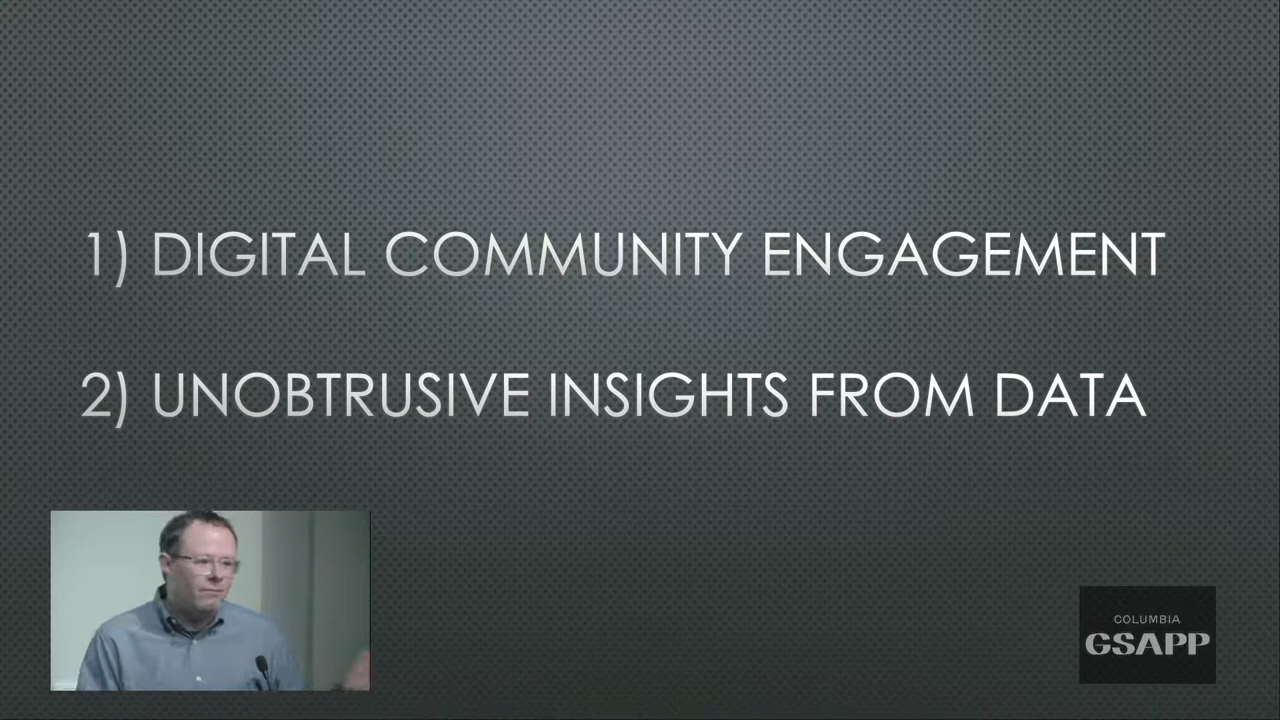 1) DIGITAL COMMUNITY ENGAGEMENT
2) UNOBTRUSIVE INSIGHTS FROM DATA
COLUMBIA
GSAPP